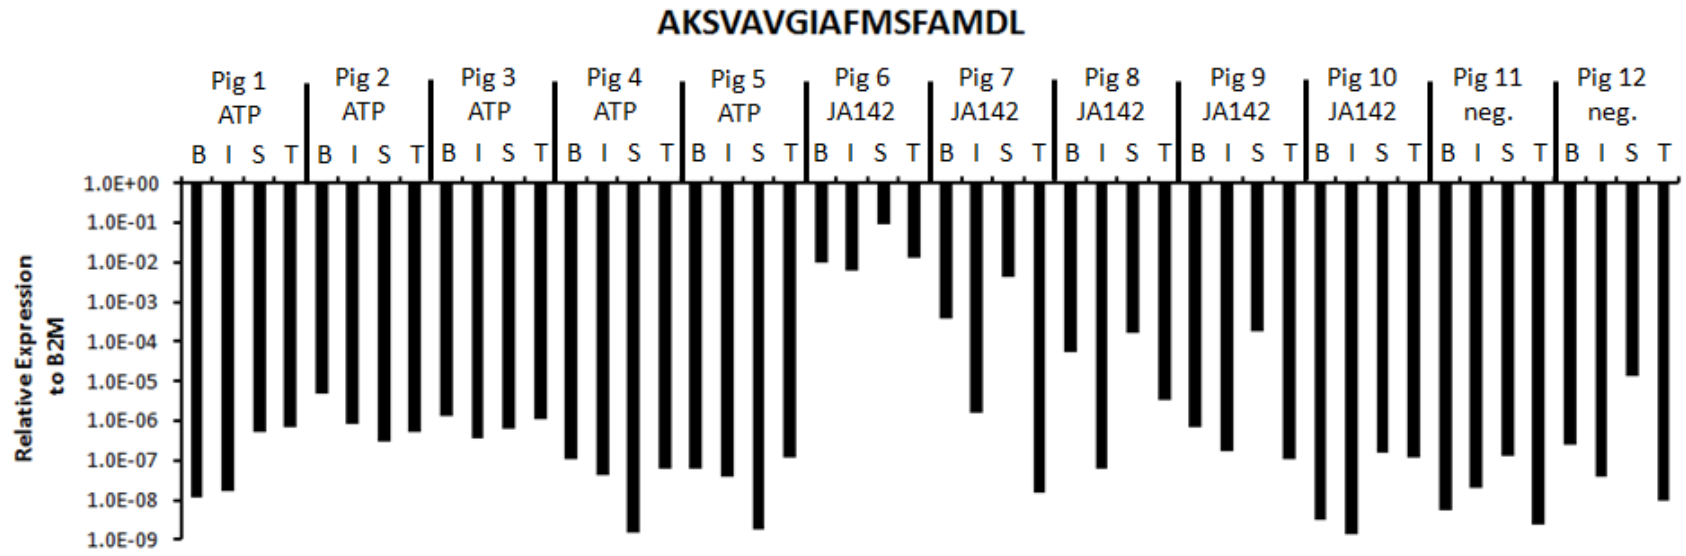 AKSVAVGIAFMSFAMDL
Pig 1 Pig 2 Pig 3 Pig 4 Pig 5 Pig 6 Pig 7 Pig 8 Pig 9 Pig 10 Pig 11 Pig 12
ATP ATP ATP ATP ATP JA142 JA142 JA142 JA142 JA142 neg. neg.
B I S T B I S T B I S T B I S T B I S T B I S T B I S T B I S T B I S T B I S T B I S T B I S T
1.0E+00
1.0E-01
1.0E-02
1.0E-03
1.0E-04
1.0E-05
1.0E-06
1.0E-07
1.0E-08
1.0E-09
Relative Expression
to B2M